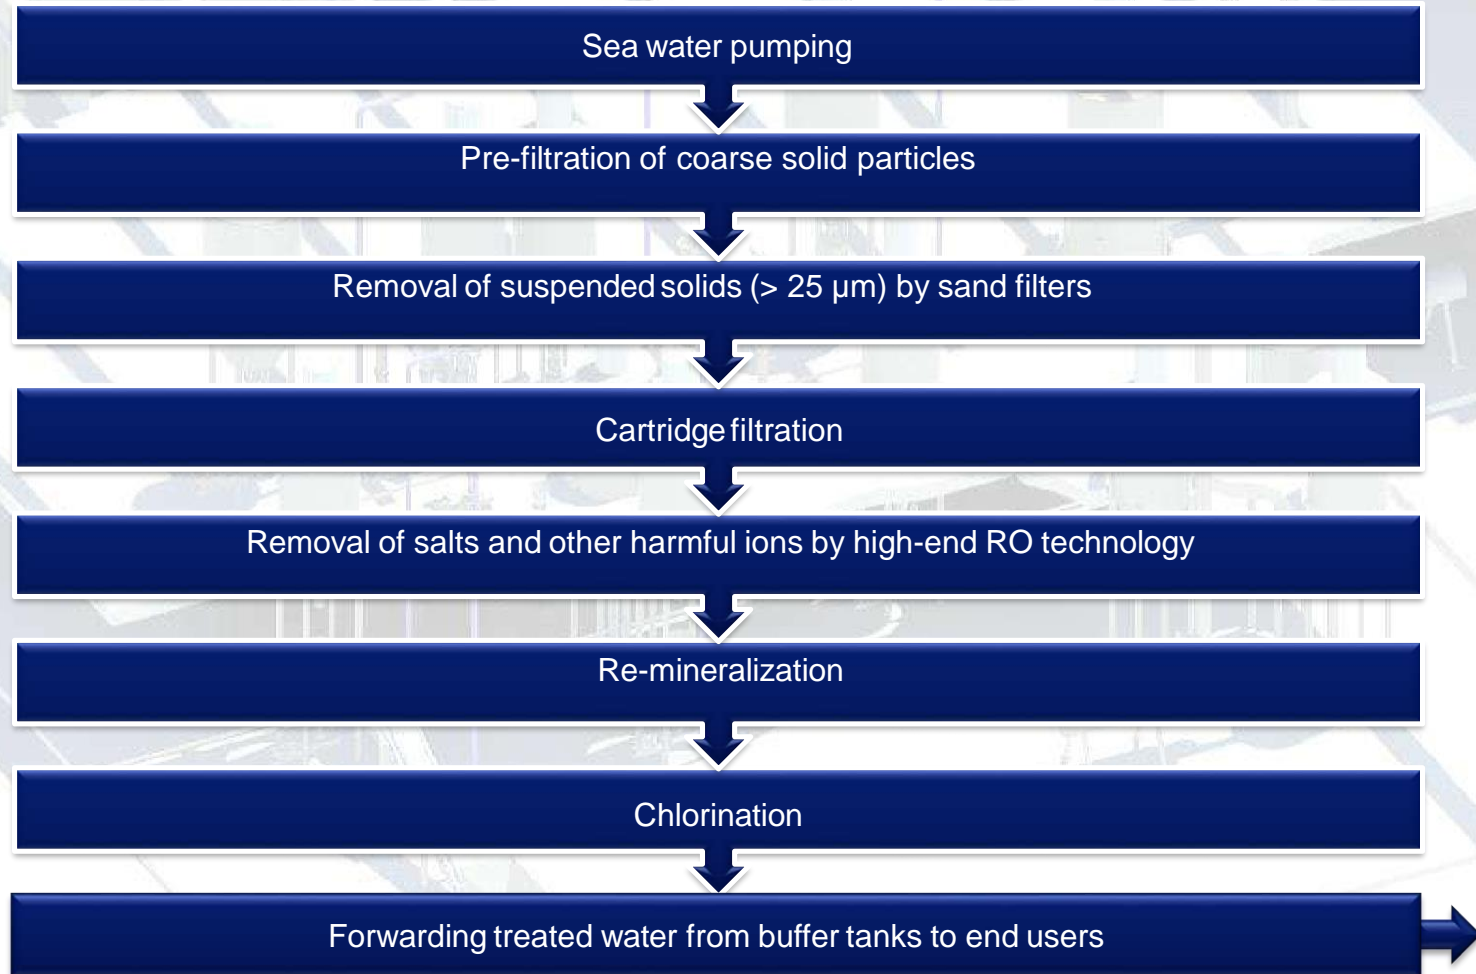 Sea water pumping
Pre-filtration of coarse solid particles
Removal of suspended solids (> 25 µm) by sand filters
Cartridge filtration
Removal of salts and other harmful ions by high-end RO technology
Re-mineralization
Chlorination
Forwarding treated water from buffer tanks to end users